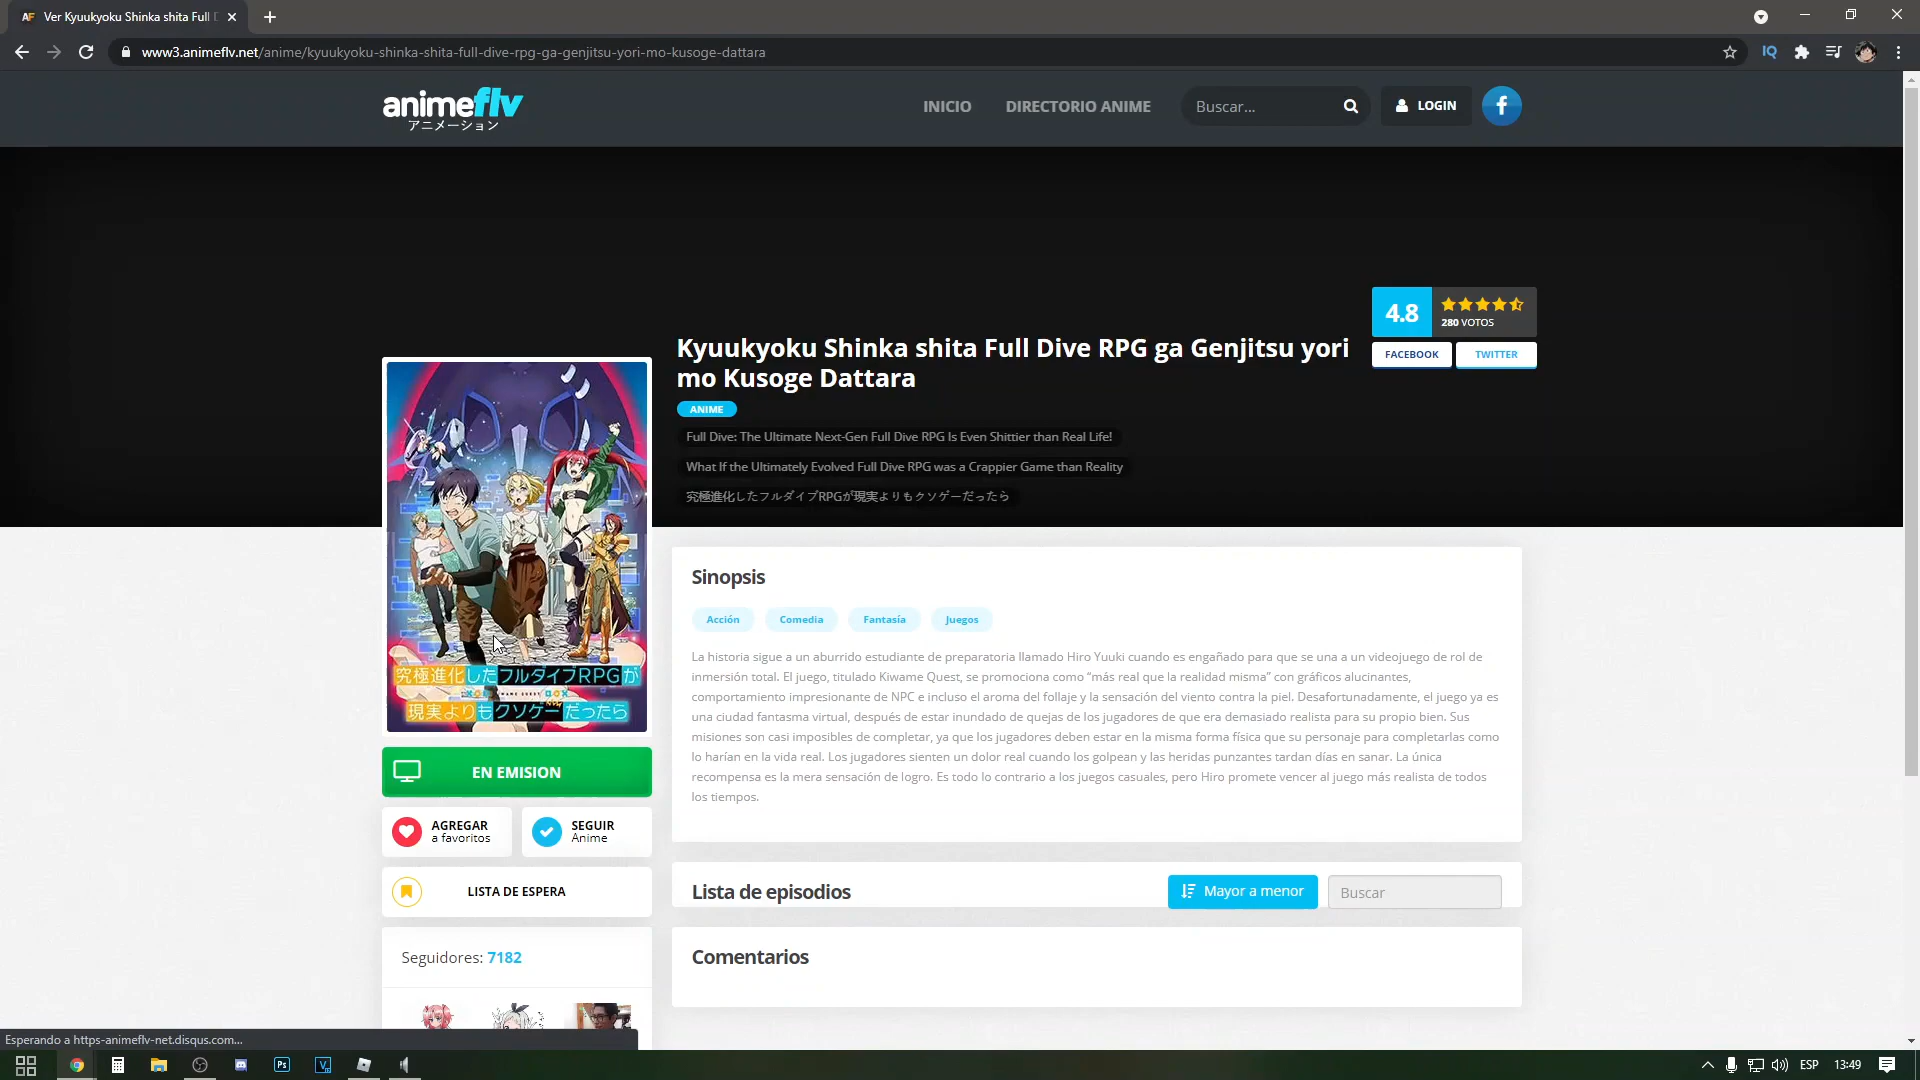 AF Ver Kyuukyoku Shinka shita Full D
www3.animeflv.net/anime/kyuukyoku-shinka-shita-full-dive-rpg-ga-genjitsu-yori-mo-kusoge-dattara
IQ
animeflv
アニメーション
INICIO
DIRECTORIO ANIME
Buscar...
LOGIN
f
4.8
280 VOTOS
FACEBOOK
TWITTER
Kyuukyoku Shinka shita Full Dive RPG ga Genjitsu yori
mo Kusoge Dattara
ANIME
Full Dive: The Ultimate Next-Gen Full Dive RPG Is Even Shittier than Real Life!
What If the Ultimately Evolved Full Dive RPG was a Crappier Game than Reality
究極進化したフルダイブRPGが現実よりもクソゲーだったら
究極進化したフルダイブRPGが
現実よりもクソゲーだったら
EN EMISION
AGREGAR
a favoritos
SEGUIR
Anime
LISTA DE ESPERA
Seguidores: 7182
Sinopsis
Acción
Comedia
Fantasía
Juegos
La historia sigue a un aburrido estudiante de preparatoria llamado Hiro Yuuki cuando es engañado para que se una a un videojuego de rol de
inmersión total. El juego, titulado Kiwame Quest, se promociona como “más real que la realidad misma” con gráficos alucinantes,
comportamiento impresionante de NPC e incluso el aroma del follaje y la sensación del viento contra la piel. Desafortunadamente, el juego ya es
una ciudad fantasma virtual, después de estar inundado de quejas de los jugadores de que era demasiado realista para su propio bien. Sus
misiones son casi imposibles de completar, ya que los jugadores deben estar en la misma forma física que su personaje para completarlas como
lo harían en la vida real. Los jugadores sienten un dolor real cuando los golpean y las heridas punzantes tardan días en sanar. La única
recompensa es la mera sensación de logro. Es todo lo contrario a los juegos casuales, pero Hiro promete vencer al juego más realista de todos
los tiempos.
Lista de episodios
Mayor a menor
Buscar
Comentarios
Esperando a https-animeflv-net.disqus.com...
Ps
ESP
13:49